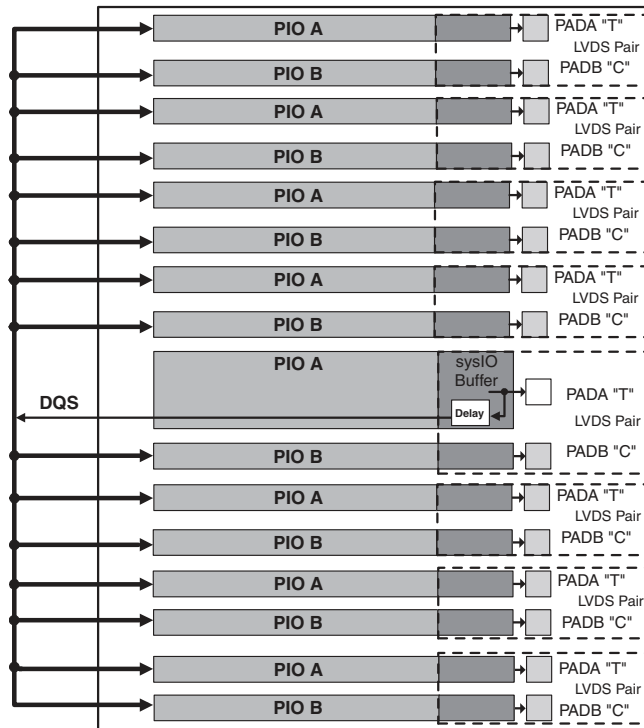 PIO A
PADA "T"
LVDS Pair
PIO B
PADB "C"
PIO A
PADA "T"
LVDS Pair
PIO B
PADB "C"
PIO A
PADA "T"
LVDS Pair
PIO B
PADB "C"
PIO A
PADA "T"
LVDS Pair
PIO B
PADB "C"
PIO A
sysIO
Buffer
PADA "T"
DQS
Delay
LVDS Pair
PIO B
PADB "C"
PIO A
PADA "T"
LVDS Pair
PIO B
PADB "C"
PIO A
PADA "T"
LVDS Pair
PIO B
PADB "C"
PIO A
PADA "T"
LVDS Pair
PIO B
PADB "C"